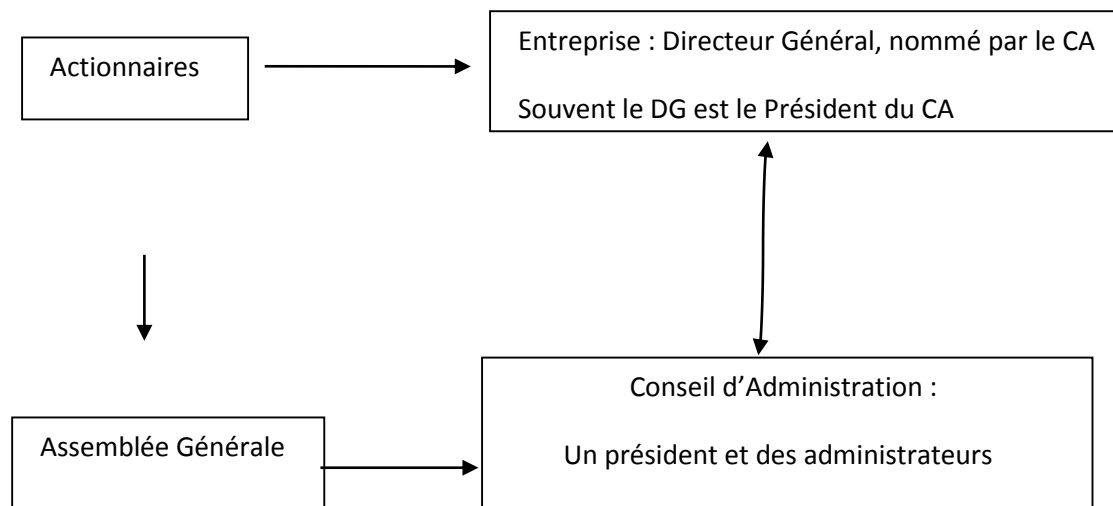 Actionnaires
Entreprise : Directeur Général, nommé par le CA
Souvent le DG est le Président du CA
Assemblée Générale
Conseil d’Administration :
Un président et des administrateurs